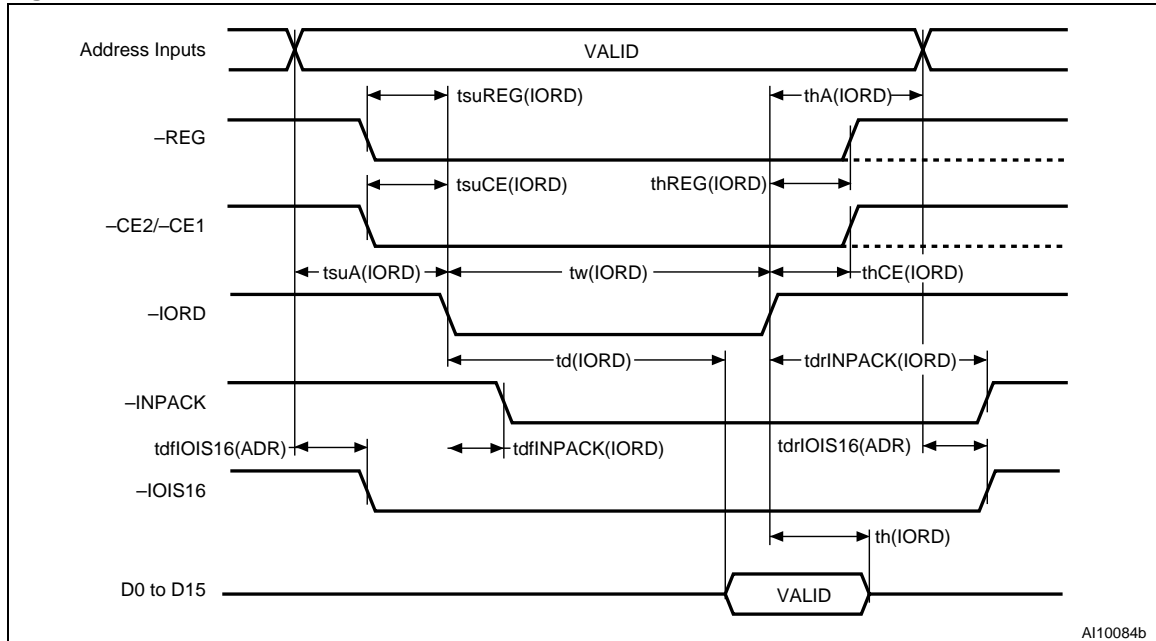 Address Inputs
VALID
tsuREG(IORD)
thA(IORD)
–REG
tsuCE(IORD)
thREG(IORD)
–CE2/–CE1
tsuA(IORD)
tw(IORD)
thCE(IORD)
–IORD
td(IORD)
tdrINPACK(IORD)
–INPACK
tdfIOIS16(ADR)
tdfINPACK(IORD)
tdrIOIS16(ADR)
–IOIS16
th(IORD)
D0 to D15
VALID
AI10084b